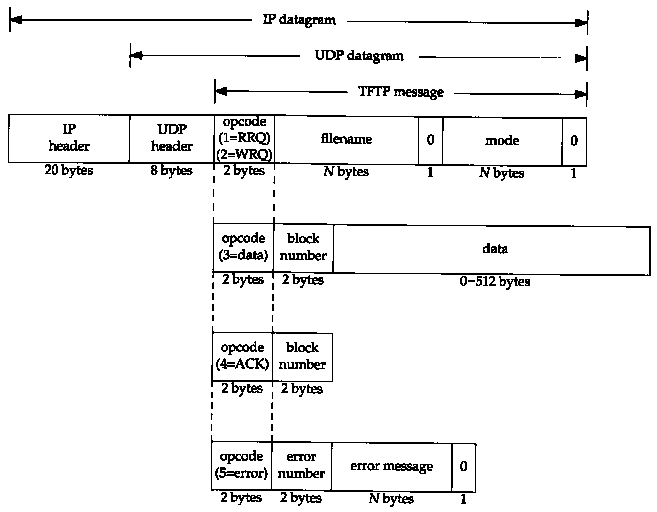 IP datagram
UDP datagram
TFTP message
IP header
UDP header
opcode (1=RRQ) (2=WRQ)
filename
0
mode
0
20 bytes
8 bytes
2 bytes
N bytes
1
N bytes
1
opcode (3=data)
block number
data
2 bytes
2 bytes
0-512 bytes
opcode (4=ACK)
block number
2 bytes
2 bytes
opcode (5=error)
error number
error message
0
2 bytes
2 bytes
N bytes
1